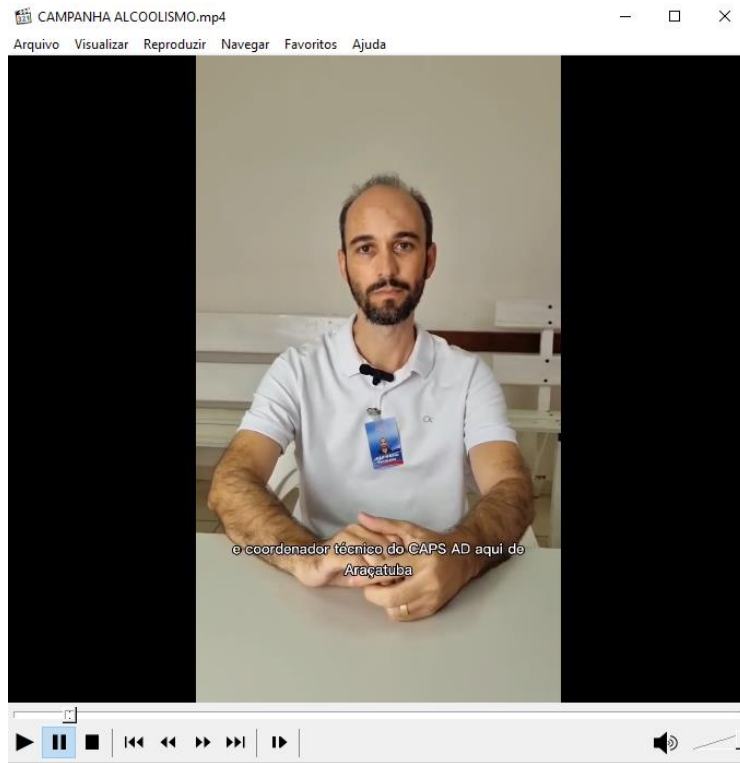 CAMPANHA ALCOOLISMO.mp4
Arquivo Visualizar Reproduzir Navegar Favoritos Ajuda
e coordenador técnico do CAPS AD aqui de
Araçatuba